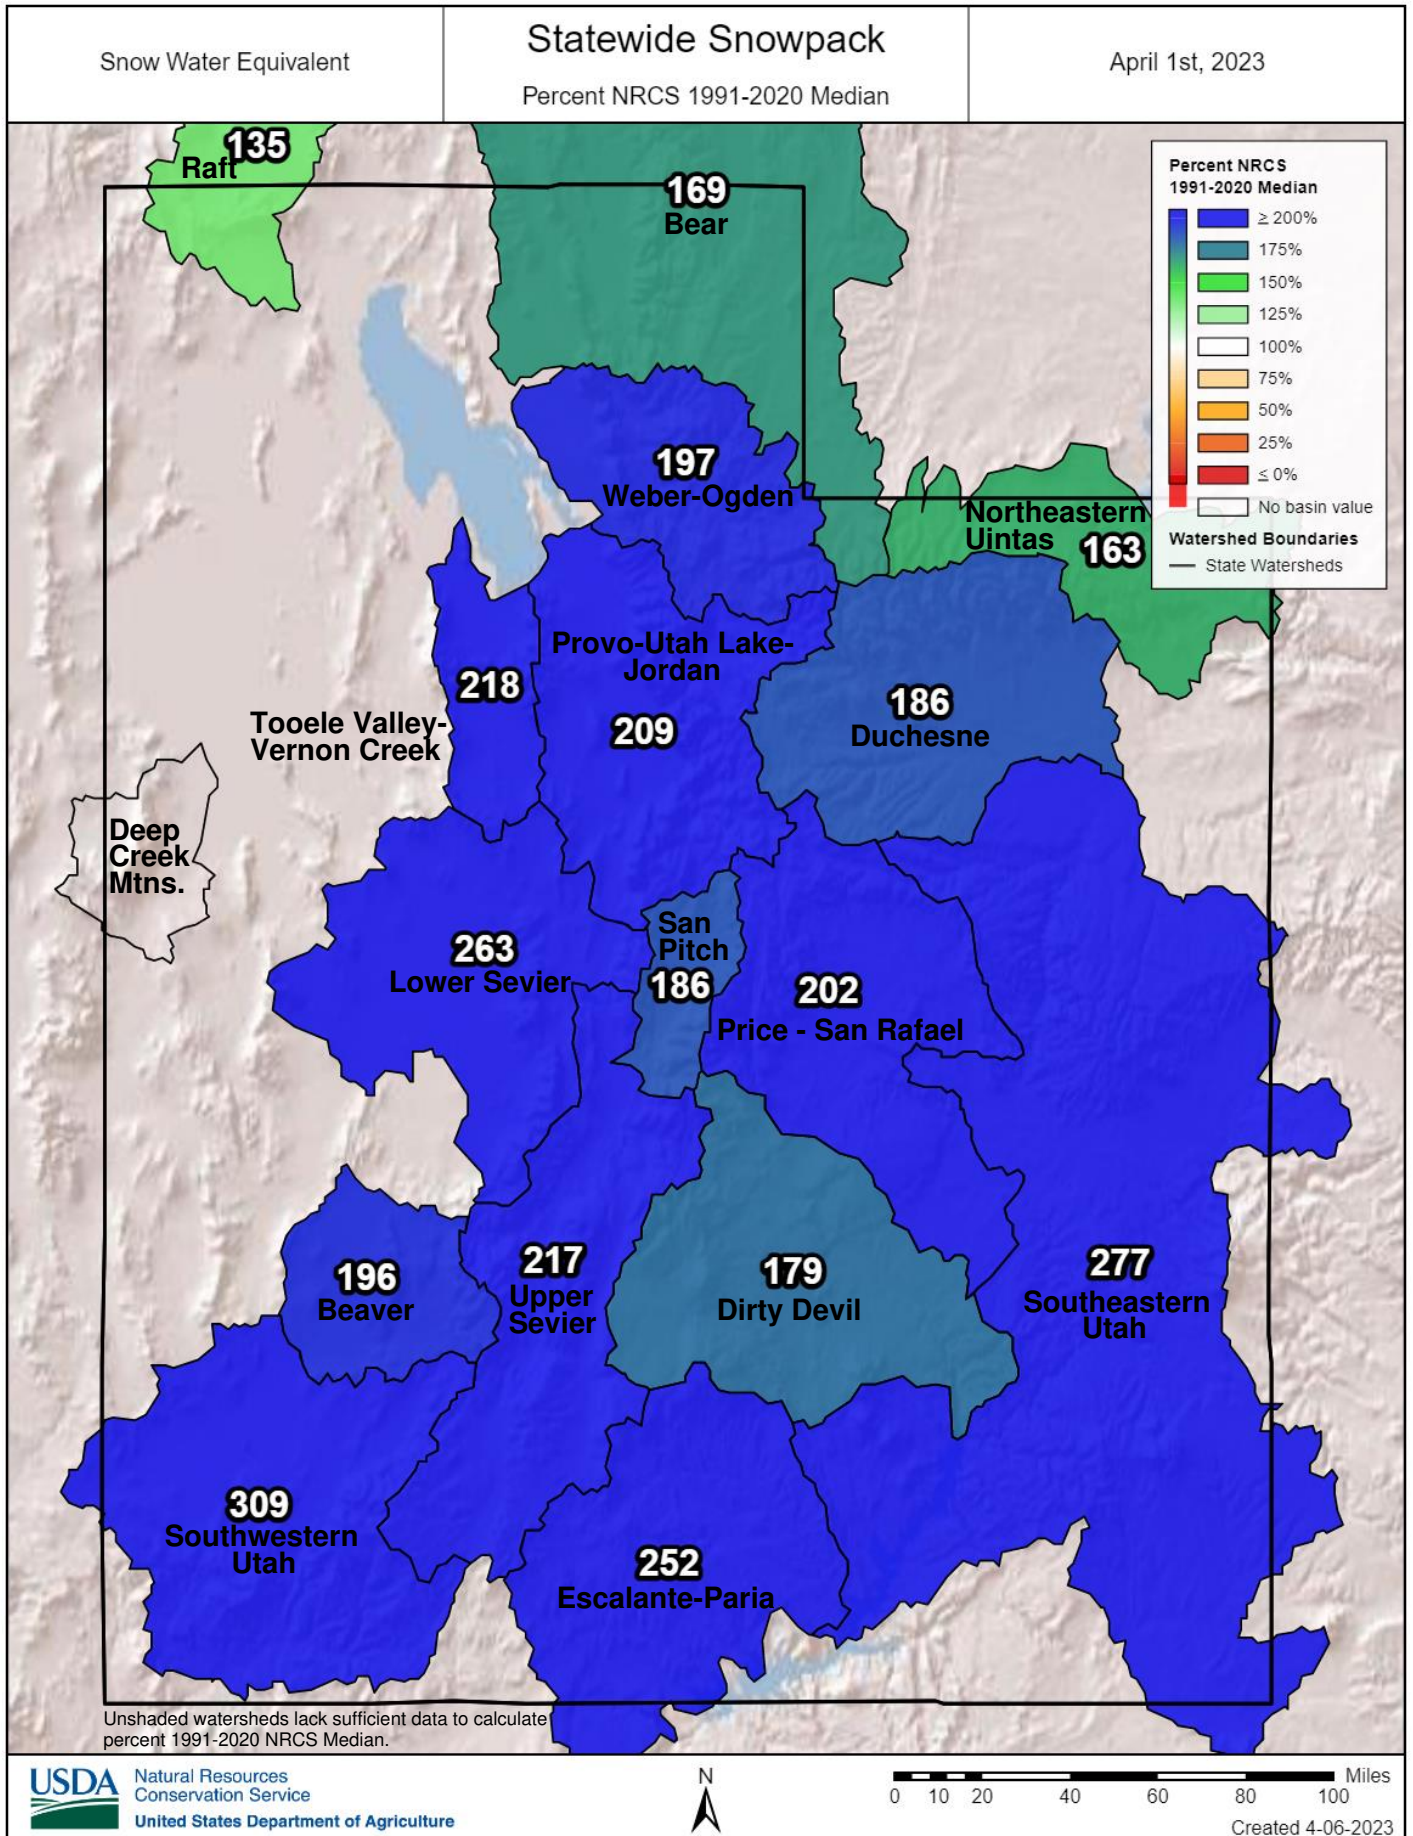 Snow Water Equivalent
Statewide Snowpack
Percent NRCS 1991-2020 Median
April 1st, 2023
135
Raft
169
Bear
Percent NRCS
1991-2020 Median
≥ 200%
175%
150%
125%
100%
75%
50%
25%
≤ 0%
No basin value
Watershed Boundaries
State Watersheds
197
Weber-Ogden
Northeastern
Uintas
163
Provo-Utah Lake-
Jordan
209
218
Tooele Valley-
Vernon Creek
186
Duchesne
Deep
Creek
Mtns.
263
Lower Sevier
San
Pitch
186
202
Price - San Rafael
196
Beaver
217
Upper
Sevier
179
Dirty Devil
277
Southeastern
Utah
309
Southwestern
Utah
252
Escalante-Paria
Unshaded watersheds lack sufficient data to calculate
percent 1991-2020 NRCS Median.
USDA
Natural Resources
Conservation Service
United States Department of Agriculture
N
Miles
0 10 20 40 60 80 100
Created 4-06-2023